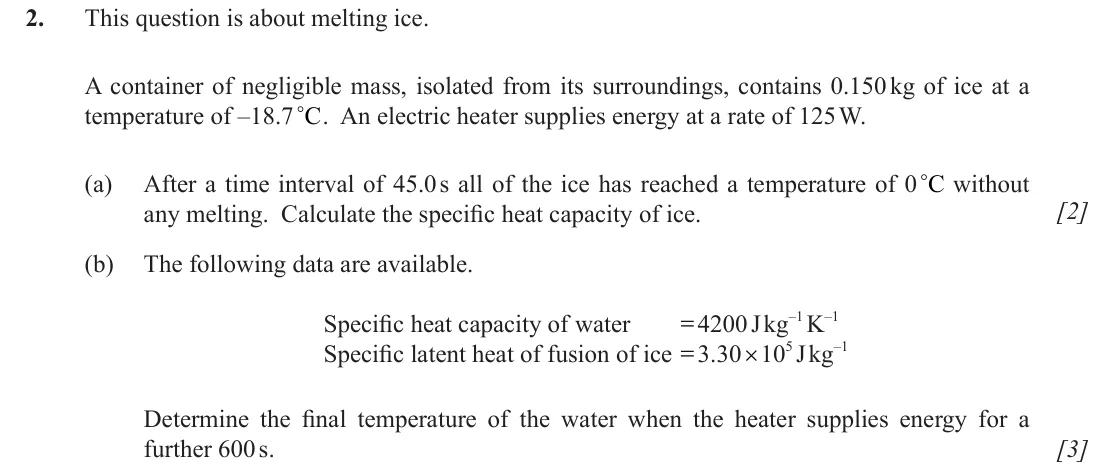 2. This question is about melting ice.
A container of negligible mass, isolated from its surroundings, contains 0.150 kg of ice at a
temperature of –18.7 °C. An electric heater supplies energy at a rate of 125 W.
(a) After a time interval of 45.0 s all of the ice has reached a temperature of 0 °C without
any melting. Calculate the specific heat capacity of ice. [2]
(b) The following data are available.
Specific heat capacity of water = 4200 J kg⁻¹ K⁻¹
Specific latent heat of fusion of ice = 3.30 × 10⁵ J kg⁻¹
Determine the final temperature of the water when the heater supplies energy for a
further 600 s. [3]